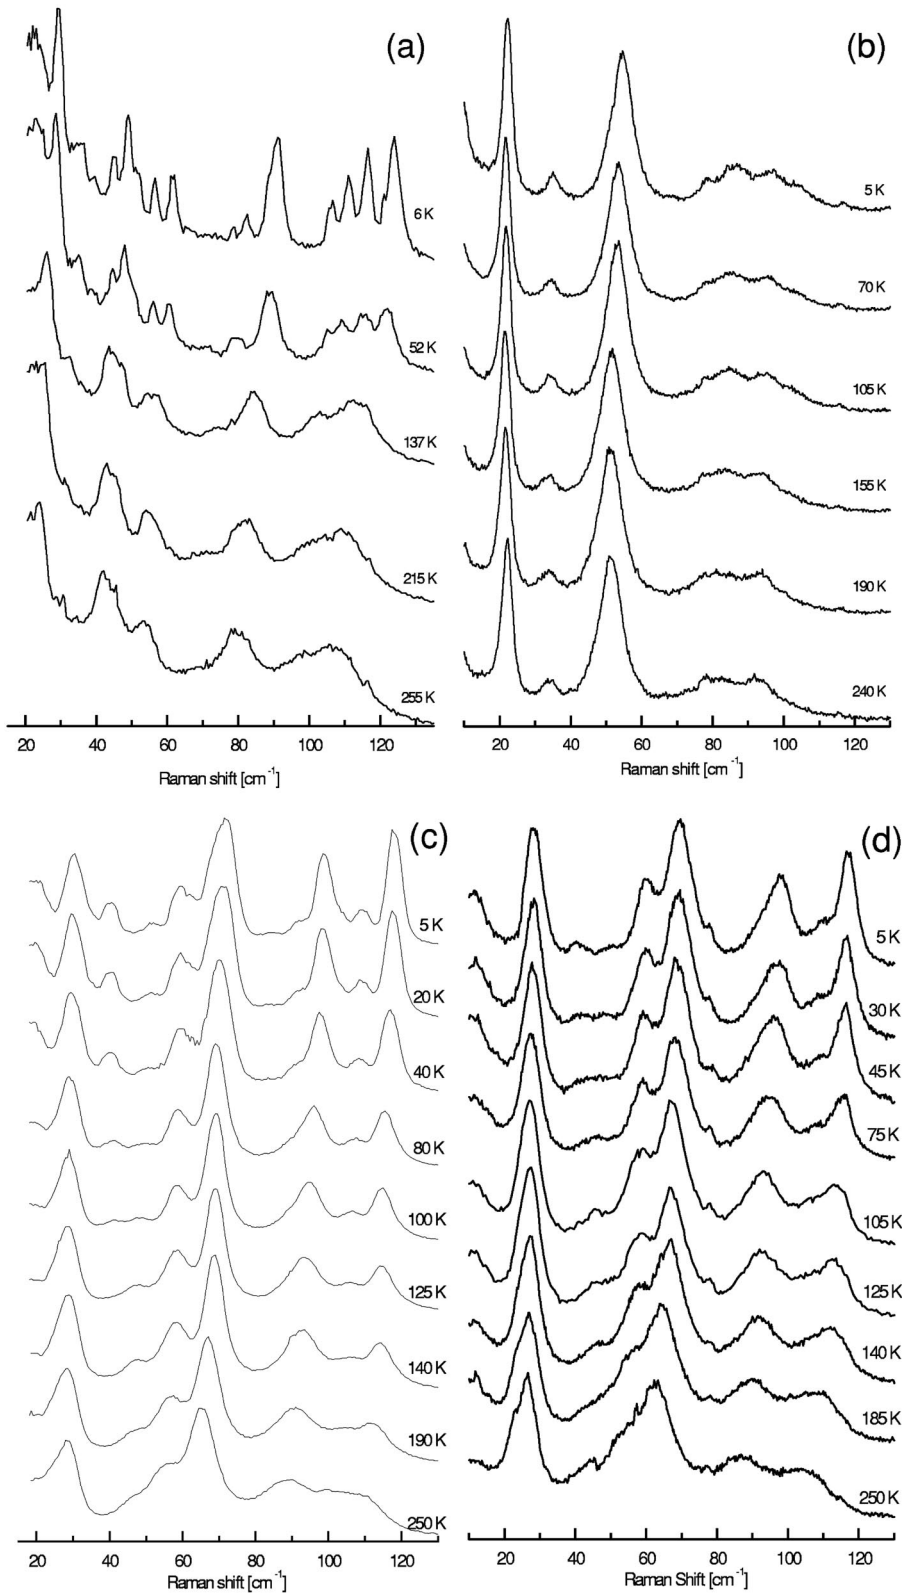 (a)
6 K
52 K
137 K
215 K
255 K
20 40 60 80 100 120
Raman shift [cm⁻¹]
(b)
5 K
70 K
105 K
155 K
190 K
240 K
20 40 60 80 100 120
Raman shift [cm⁻¹]
(c)
5 K
20 K
40 K
80 K
100 K
125 K
140 K
190 K
250 K
20 40 60 80 100 120
Raman shift [cm⁻¹]
(d)
5 K
30 K
45 K
75 K
105 K
125 K
140 K
185 K
250 K
20 40 60 80 100 120
Raman Shift [cm⁻¹]